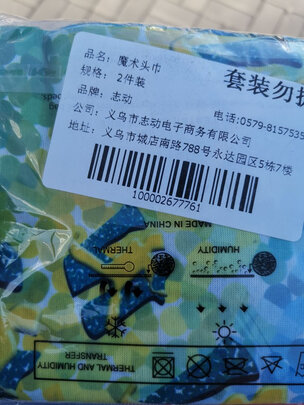 品名: 魔术头巾
规格: 2件装
品牌: 志动
套装勿拆
电话:0579-8157535
公司: 义乌市志动电子商务有限公司
地址: 义乌市城店南路788号永达园区5栋7楼
100002677761
MADE IN CHINA
THERMAL
HUMIDITY
THERMAL AND HUMIDITY
TRANSFER